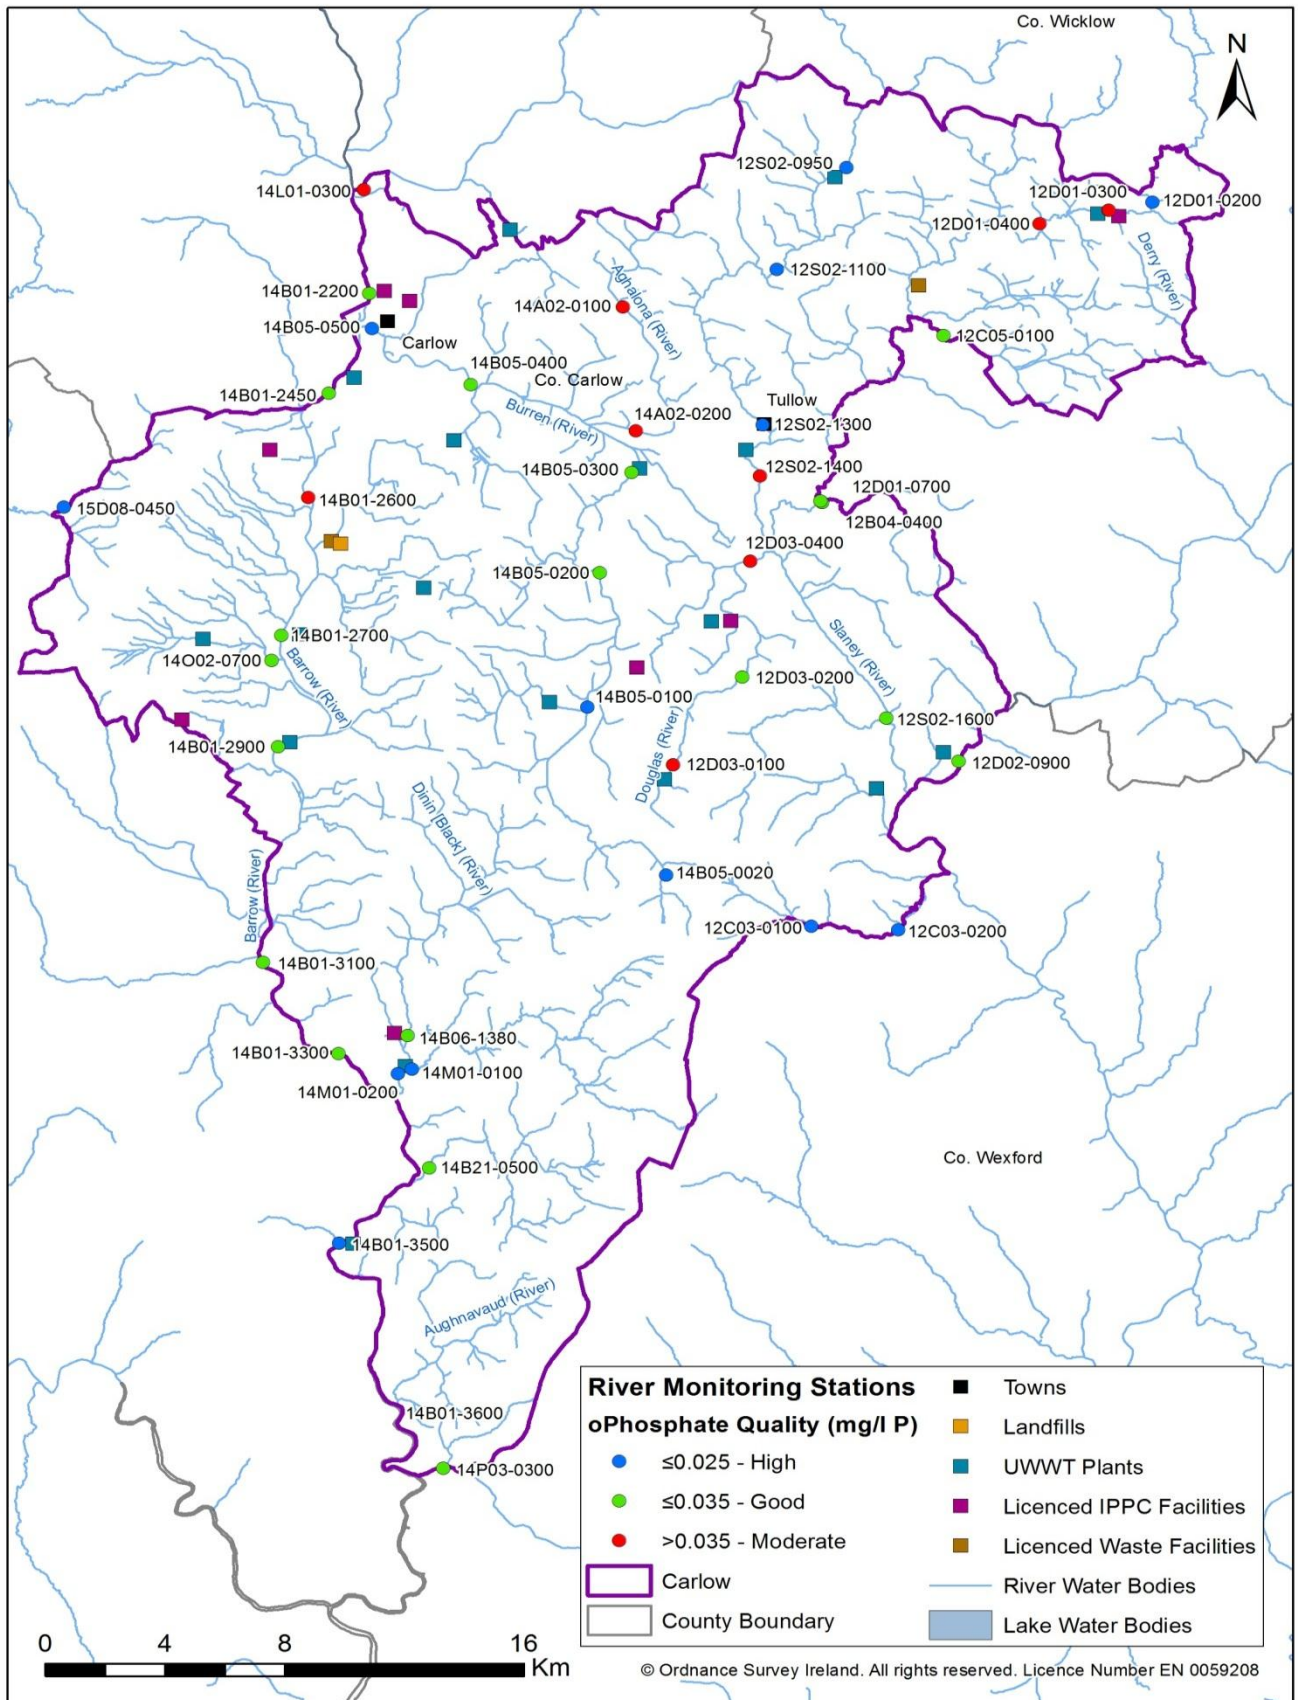 Co. Wicklow
N
12S02-0950
14L01-0300
12D01-0300
12D01-0200
12D01-0400
Derry (River)
12S02-1100
Aghalona (River)
14B01-2200
14A02-0100
14B05-0500
Carlow
12C05-0100
14B05-0400
Co. Carlow
14B01-2450
Tullow
Burren (River)
14A02-0200
12S02-1300
14B05-0300
12S02-1400
12D01-0700
14B01-2600
15D08-0450
12B04-0400
12D03-0400
14B05-0200
14B01-2700
Slaney (River)
14O02-0700
Barrow (River)
12D03-0200
14B05-0100
12S02-1600
14B01-2900
Douglas (River)
12D03-0100
12D02-0900
Dinin [Black] (River)
14B05-0020
Barrow (River)
12C03-0100
12C03-0200
14B01-3100
14B06-1380
14B01-3300
14M01-0100
14M01-0200
Co. Wexford
14B21-0500
14B01-3500
Aughnavaud (River)
14B01-3600
14P03-0300
River Monitoring Stations
oPhosphate Quality (mg/l P)
≤0.025 - High
≤0.035 - Good
>0.035 - Moderate
Carlow
County Boundary
Towns
Landfills
UWWT Plants
Licenced IPPC Facilities
Licenced Waste Facilities
River Water Bodies
Lake Water Bodies
0 4 8 16
Km
© Ordnance Survey Ireland. All rights reserved. Licence Number EN 0059208